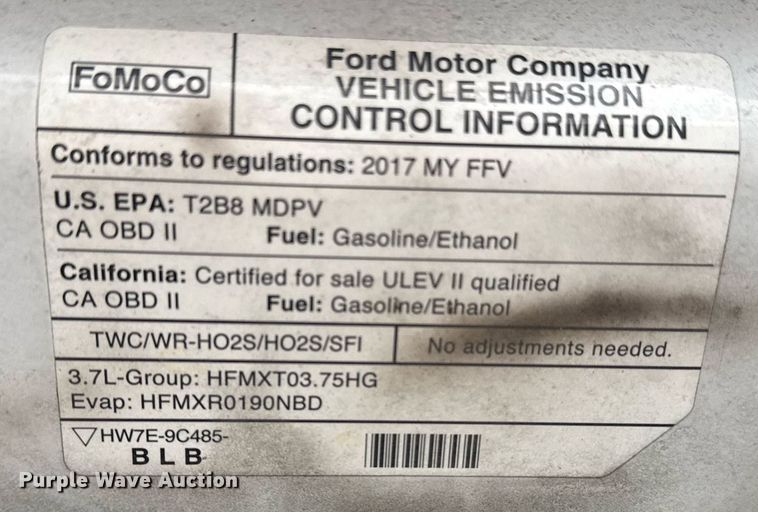 FoMoCo
Ford Motor Company
VEHICLE EMISSION
CONTROL INFORMATION
Conforms to regulations: 2017 MY FFV
U.S. EPA: T2B8 MDPV
CA OBD II Fuel: Gasoline/Ethanol
California: Certified for sale ULEV II qualified
CA OBD II Fuel: Gasoline/Ethanol
TWC/WR-HO2S/HO2S/SFI No adjustments needed.
3.7L-Group: HFMXT03.75HG
Evap: HFMXR0190NBD
HW7E-9C485-
B L B
Purple Wave Auction